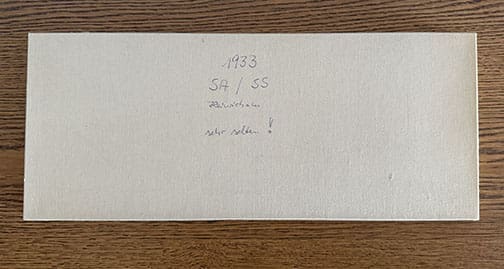 1933
SA / SS
sehr selten !